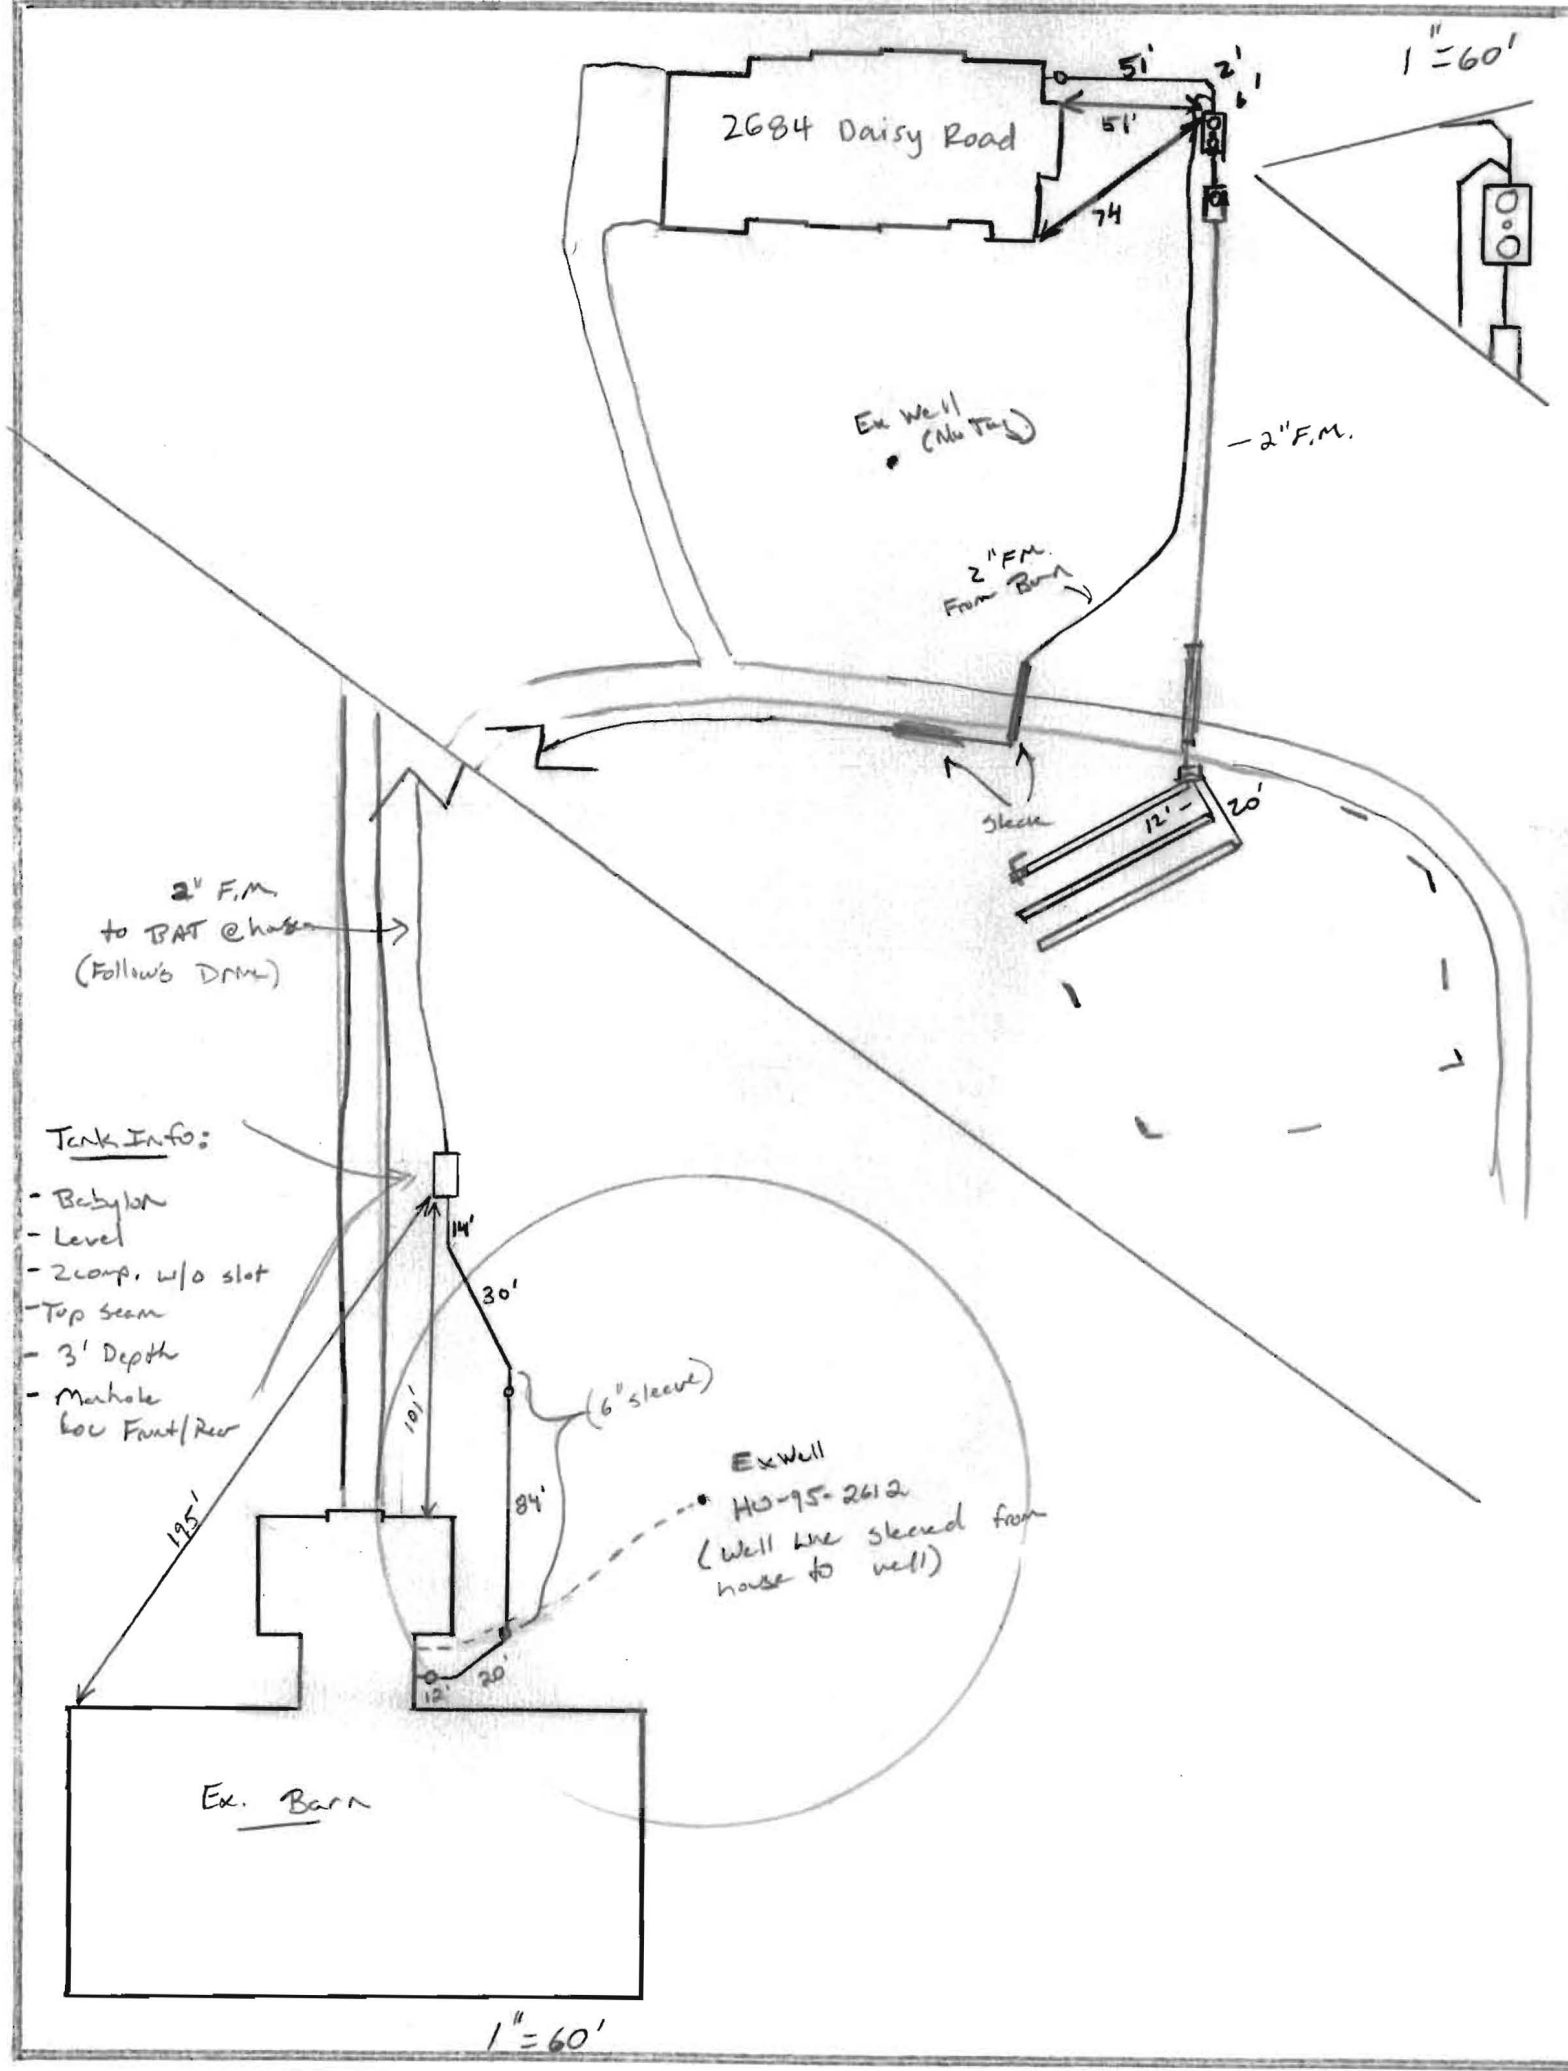 1"=60'
51'
2'
6'
51'
2684 Daisy Road
74
Ex Well
(No Tag)
- 2" F.M.
2" F.M.
From Barn
Sleeve
12'
20'
2" F.M.
to BAT @ house
(Follow's Drive)
Tank Info:
- Babylon
- Level
- 2 comp. w/o slot
- Top seam
- 3' Depth
- Manhole
Front/Rear
14'
30'
101'
(6" sleeve)
84'
195'
Ex Well
HO-95-2612
(Well line sleeved from
house to well)
20'
12'
Ex. Barn
1"=60'